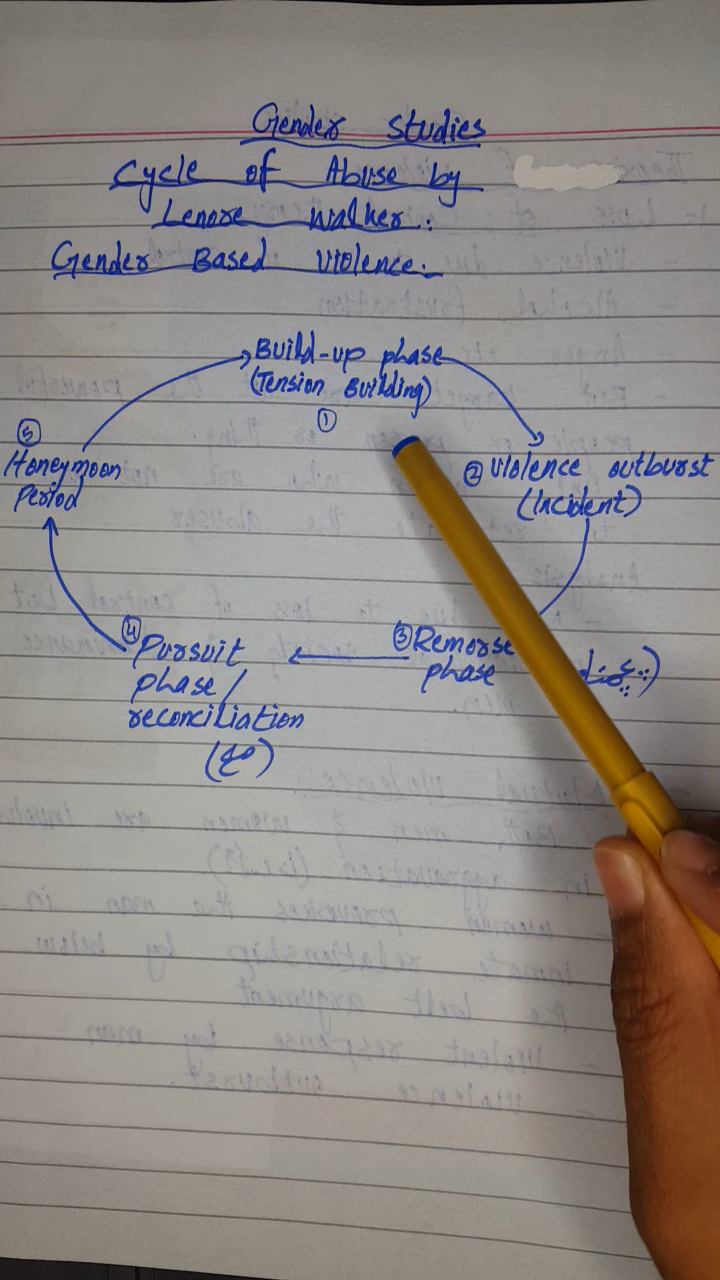 Gender Studies
Cycle of Abuse by
Lenore Walker:
Gender Based Violence:
Build-up phase
(Tension Building)
①
② Violence outburst
(Incident)
③ Remorse
phase
④
Pursuit
phase/
reconciliation
(صلح)
⑤
Honeymoon
Period